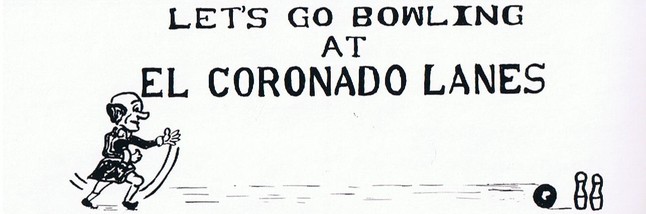 LET'S GO BOWLING
AT
EL CORONADO LANES